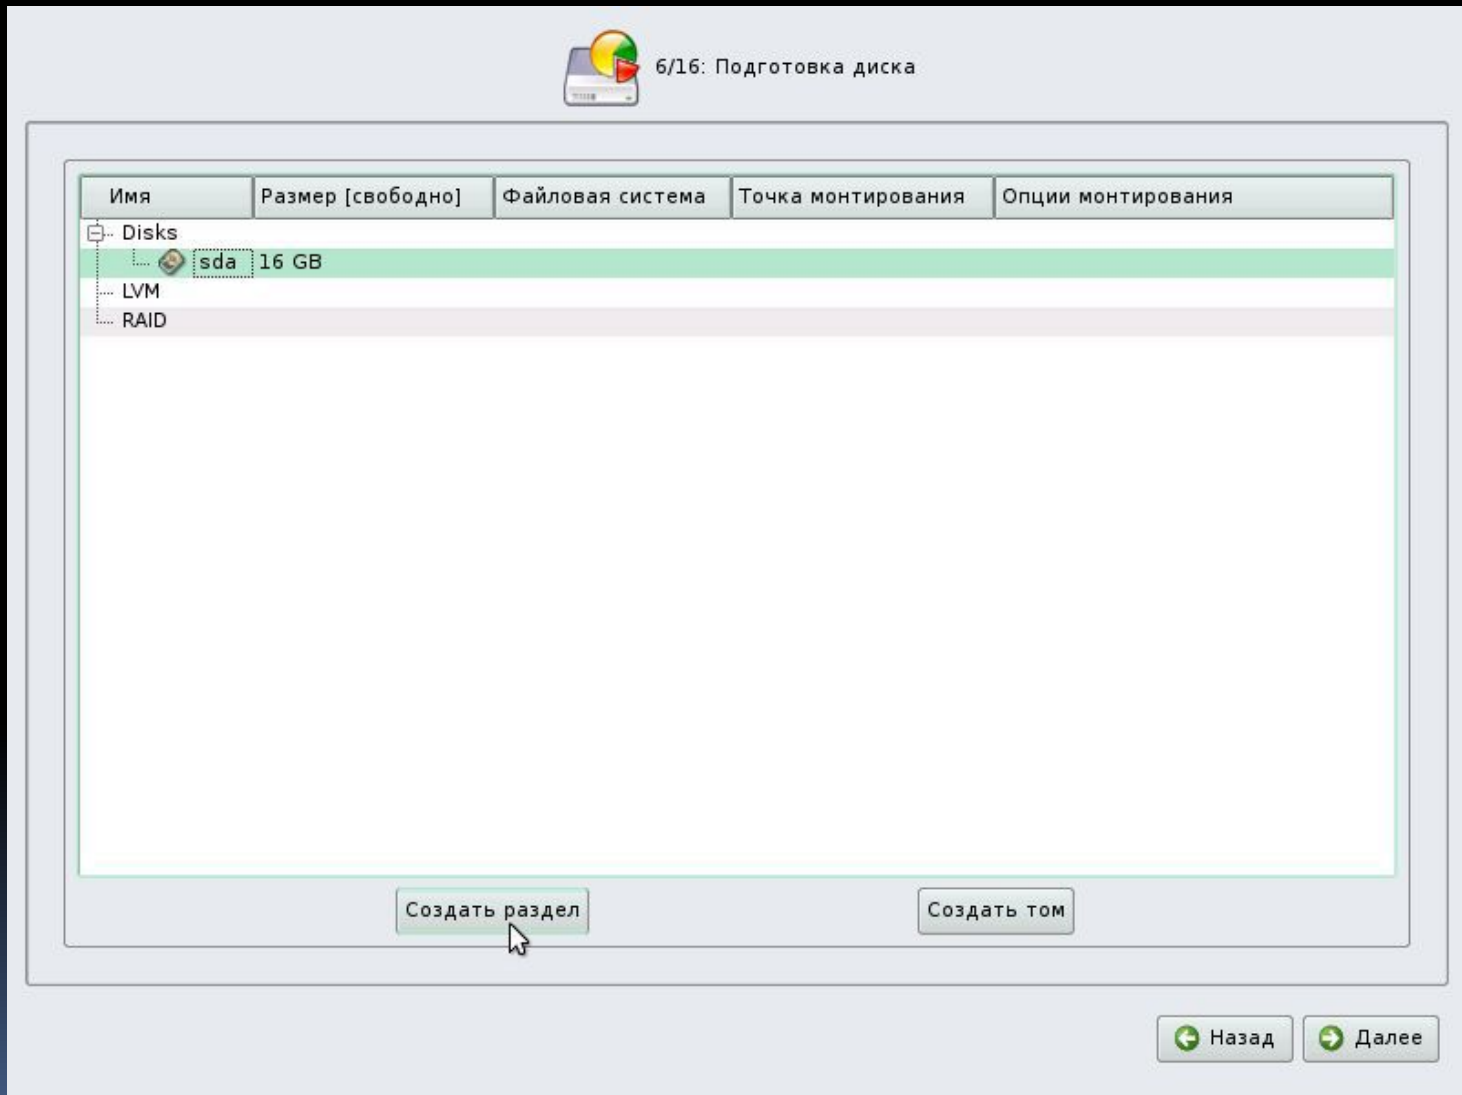 6/16: Подготовка диска
Имя Размер [свободно] Файловая система Точка монтирования Опции монтирования
Disks
sda 16 GB
LVM
RAID
Создать раздел Создать том
Назад Далее